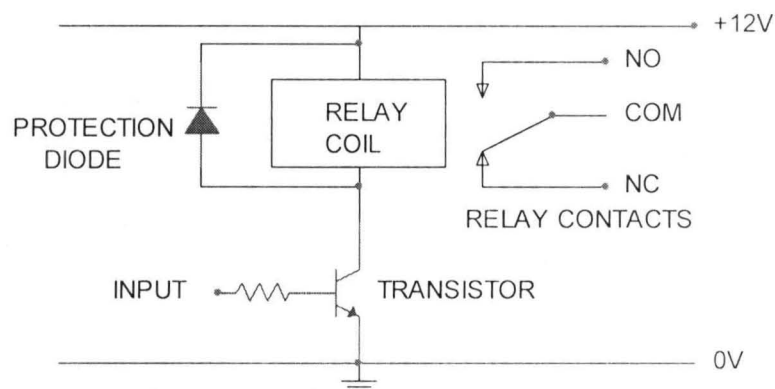 +12V
NO
RELAY
COIL
COM
PROTECTION
DIODE
NC
RELAY CONTACTS
INPUT
TRANSISTOR
0V